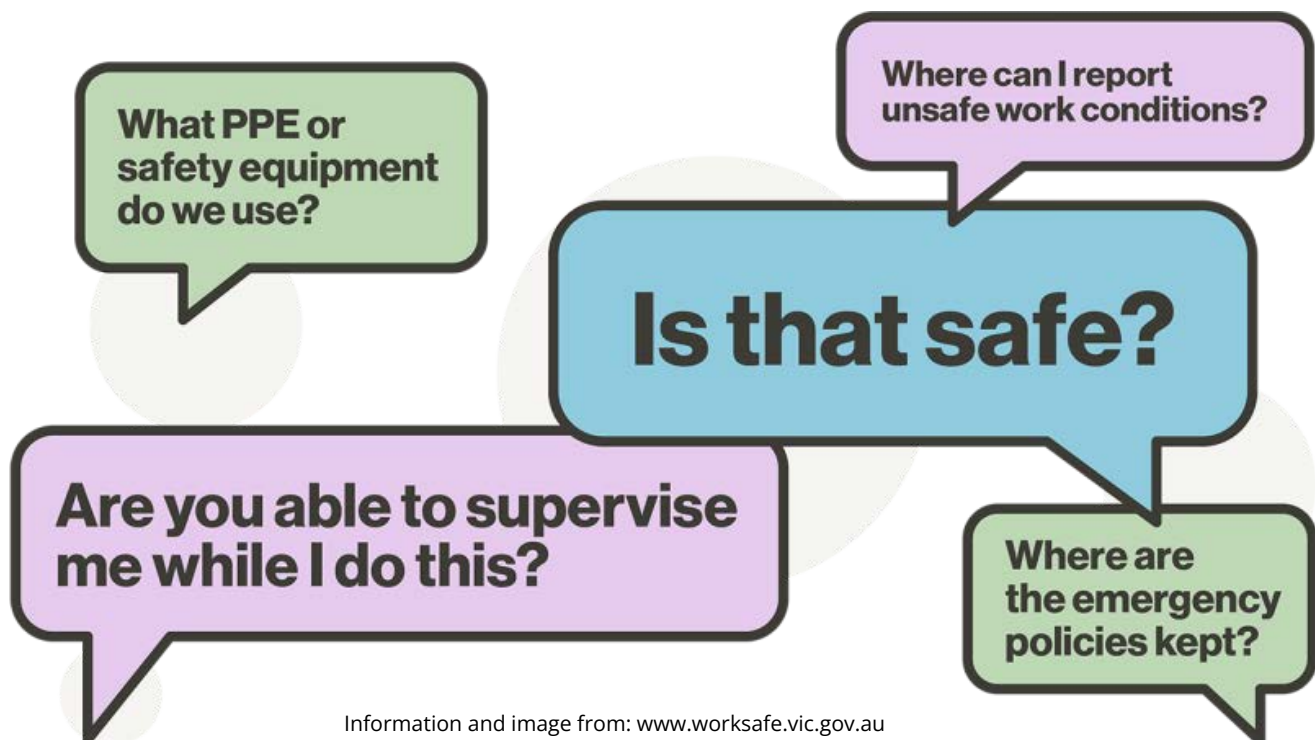 What PPE or
safety equipment
do we use?
Where can I report
unsafe work conditions?
Is that safe?
Are you able to supervise
me while I do this?
Where are
the emergency
policies kept?
Information and image from: www.worksafe.vic.gov.au